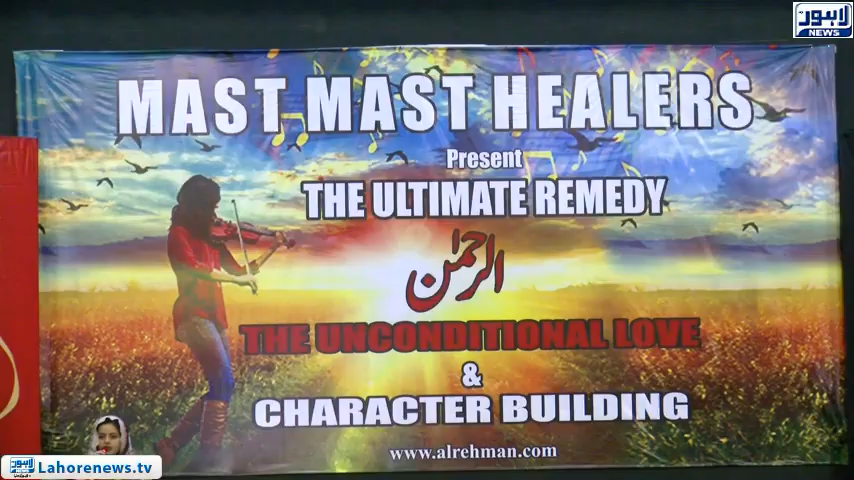 لاہور
NEWS
MAST MAST HEALERS
Present
THE ULTIMATE REMEDY
الرحمٰن
THE UNCONDITIONAL LOVE
&
CHARACTER BUILDING
www.alrehman.com
Lahorenews.tv